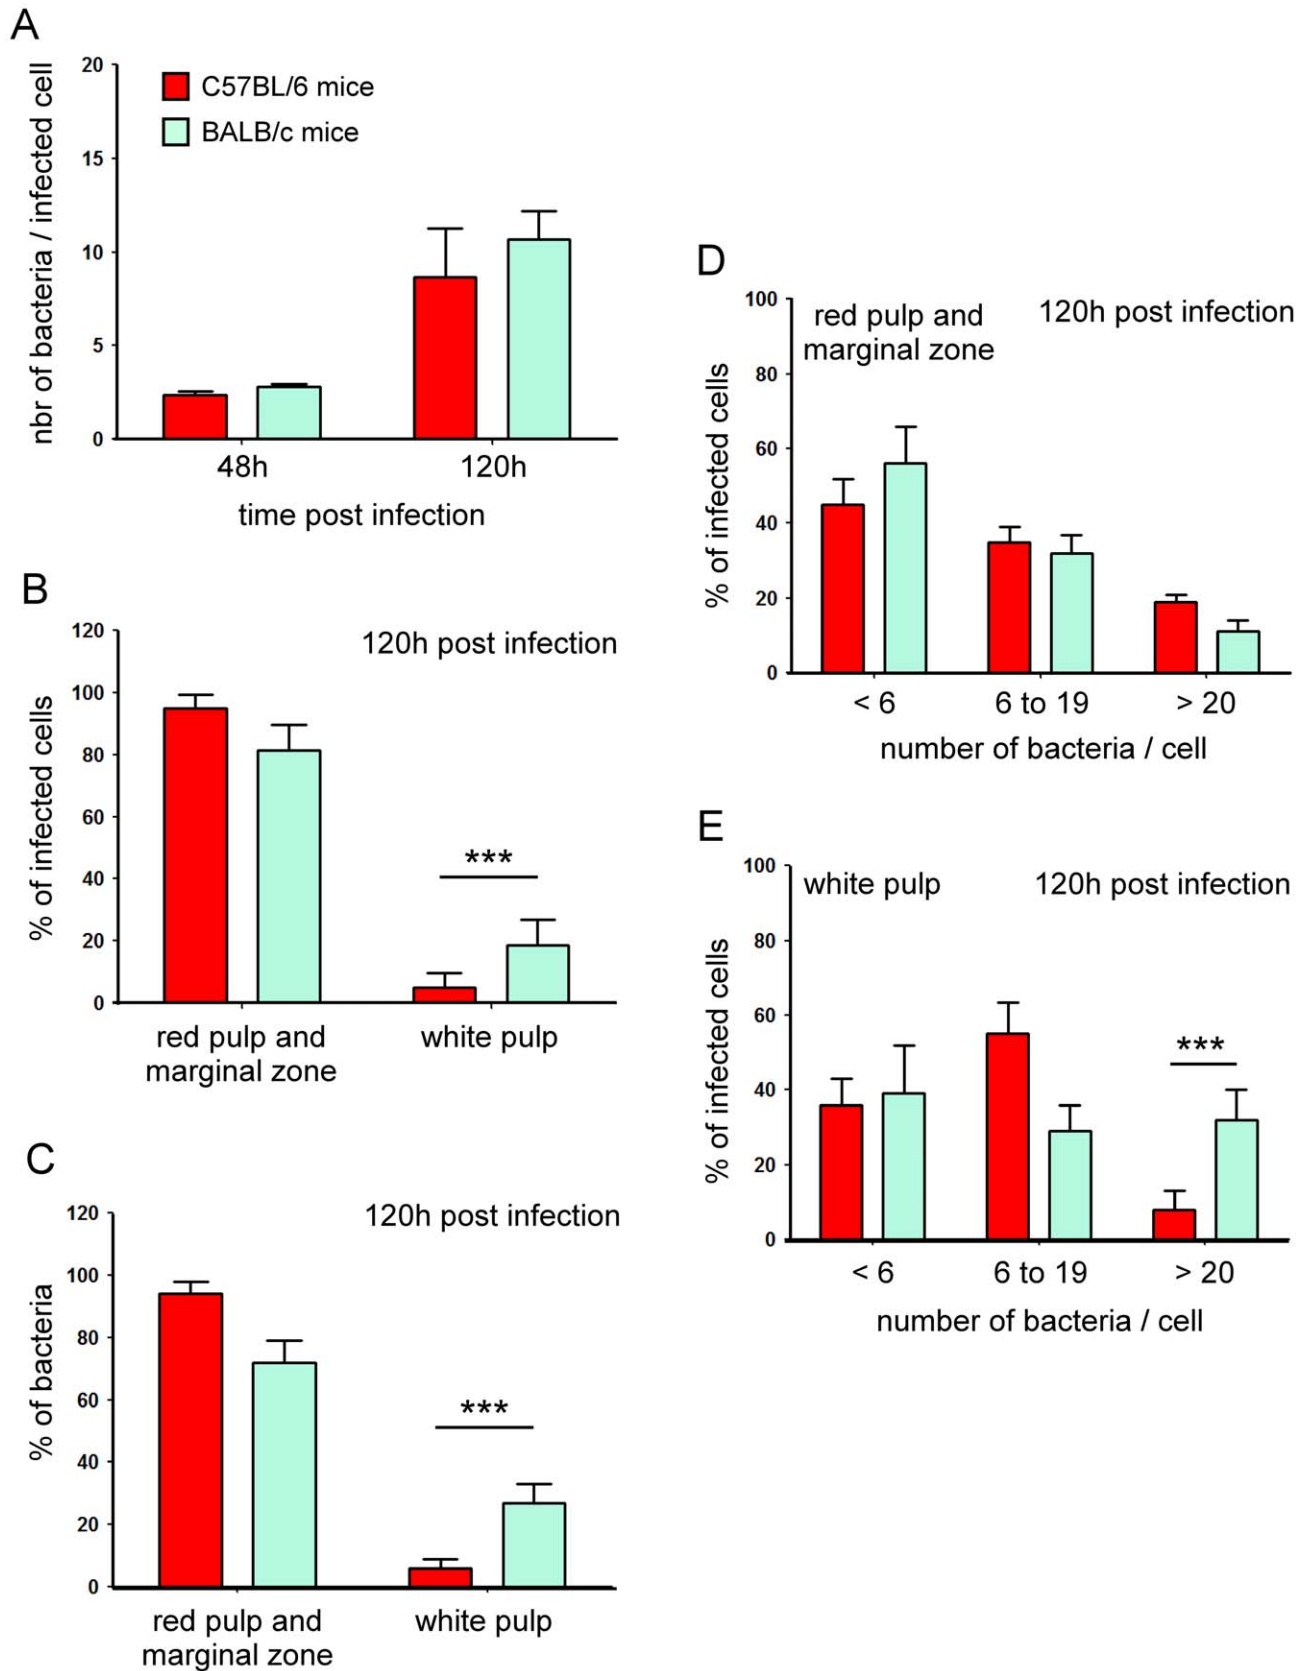 A
nbr of bacteria / infected cell
20
15
10
5
0
C57BL/6 mice
BALB/c mice
48h
120h
time post infection
B
% of infected cells
120
100
80
60
40
20
0
120h post infection
***
red pulp and
marginal zone
white pulp
C
% of bacteria
120
100
80
60
40
20
0
120h post infection
***
red pulp and
marginal zone
white pulp
D
% of infected cells
100
80
60
40
20
0
red pulp and
marginal zone
120h post infection
< 6
6 to 19
> 20
number of bacteria / cell
E
% of infected cells
100
80
60
40
20
0
white pulp
120h post infection
***
< 6
6 to 19
> 20
number of bacteria / cell